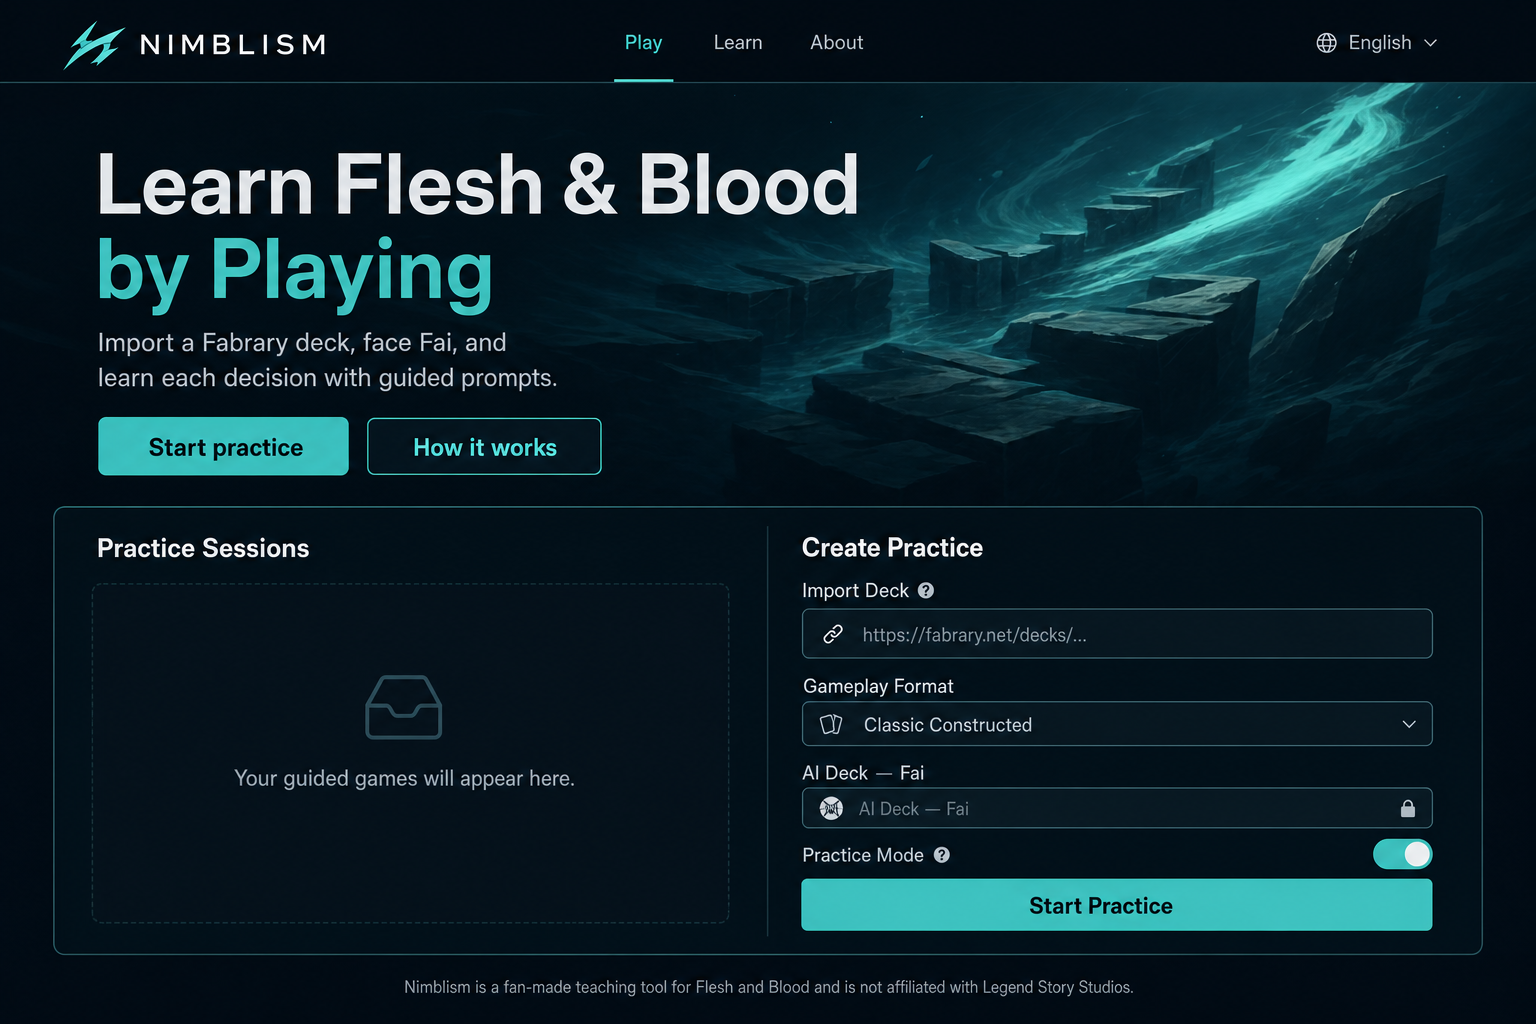 NIMBLISM
Play
Learn
About
English
Learn Flesh & Blood
by Playing
Import a Fabrary deck, face Fai, and
learn each decision with guided prompts.
Start practice
How it works
Practice Sessions
Your guided games will appear here.
Create Practice
Import Deck ?
https://fabrary.net/decks/...
Gameplay Format
Classic Constructed
AI Deck — Fai
AI Deck — Fai
Practice Mode ?
Start Practice
Nimblism is a fan-made teaching tool for Flesh and Blood and is not affiliated with Legend Story Studios.